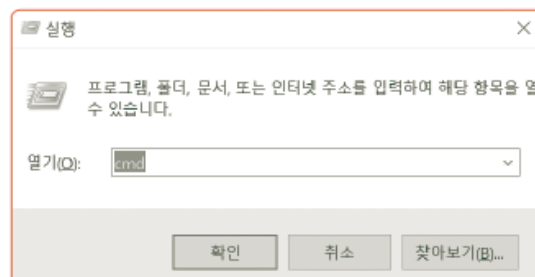 실행
프로그램, 폴더, 문서, 또는 인터넷 주소를 입력하여 해당 항목을 열
수 있습니다.
열기(O):
cmd
확인
취소
찾아보기(B)...